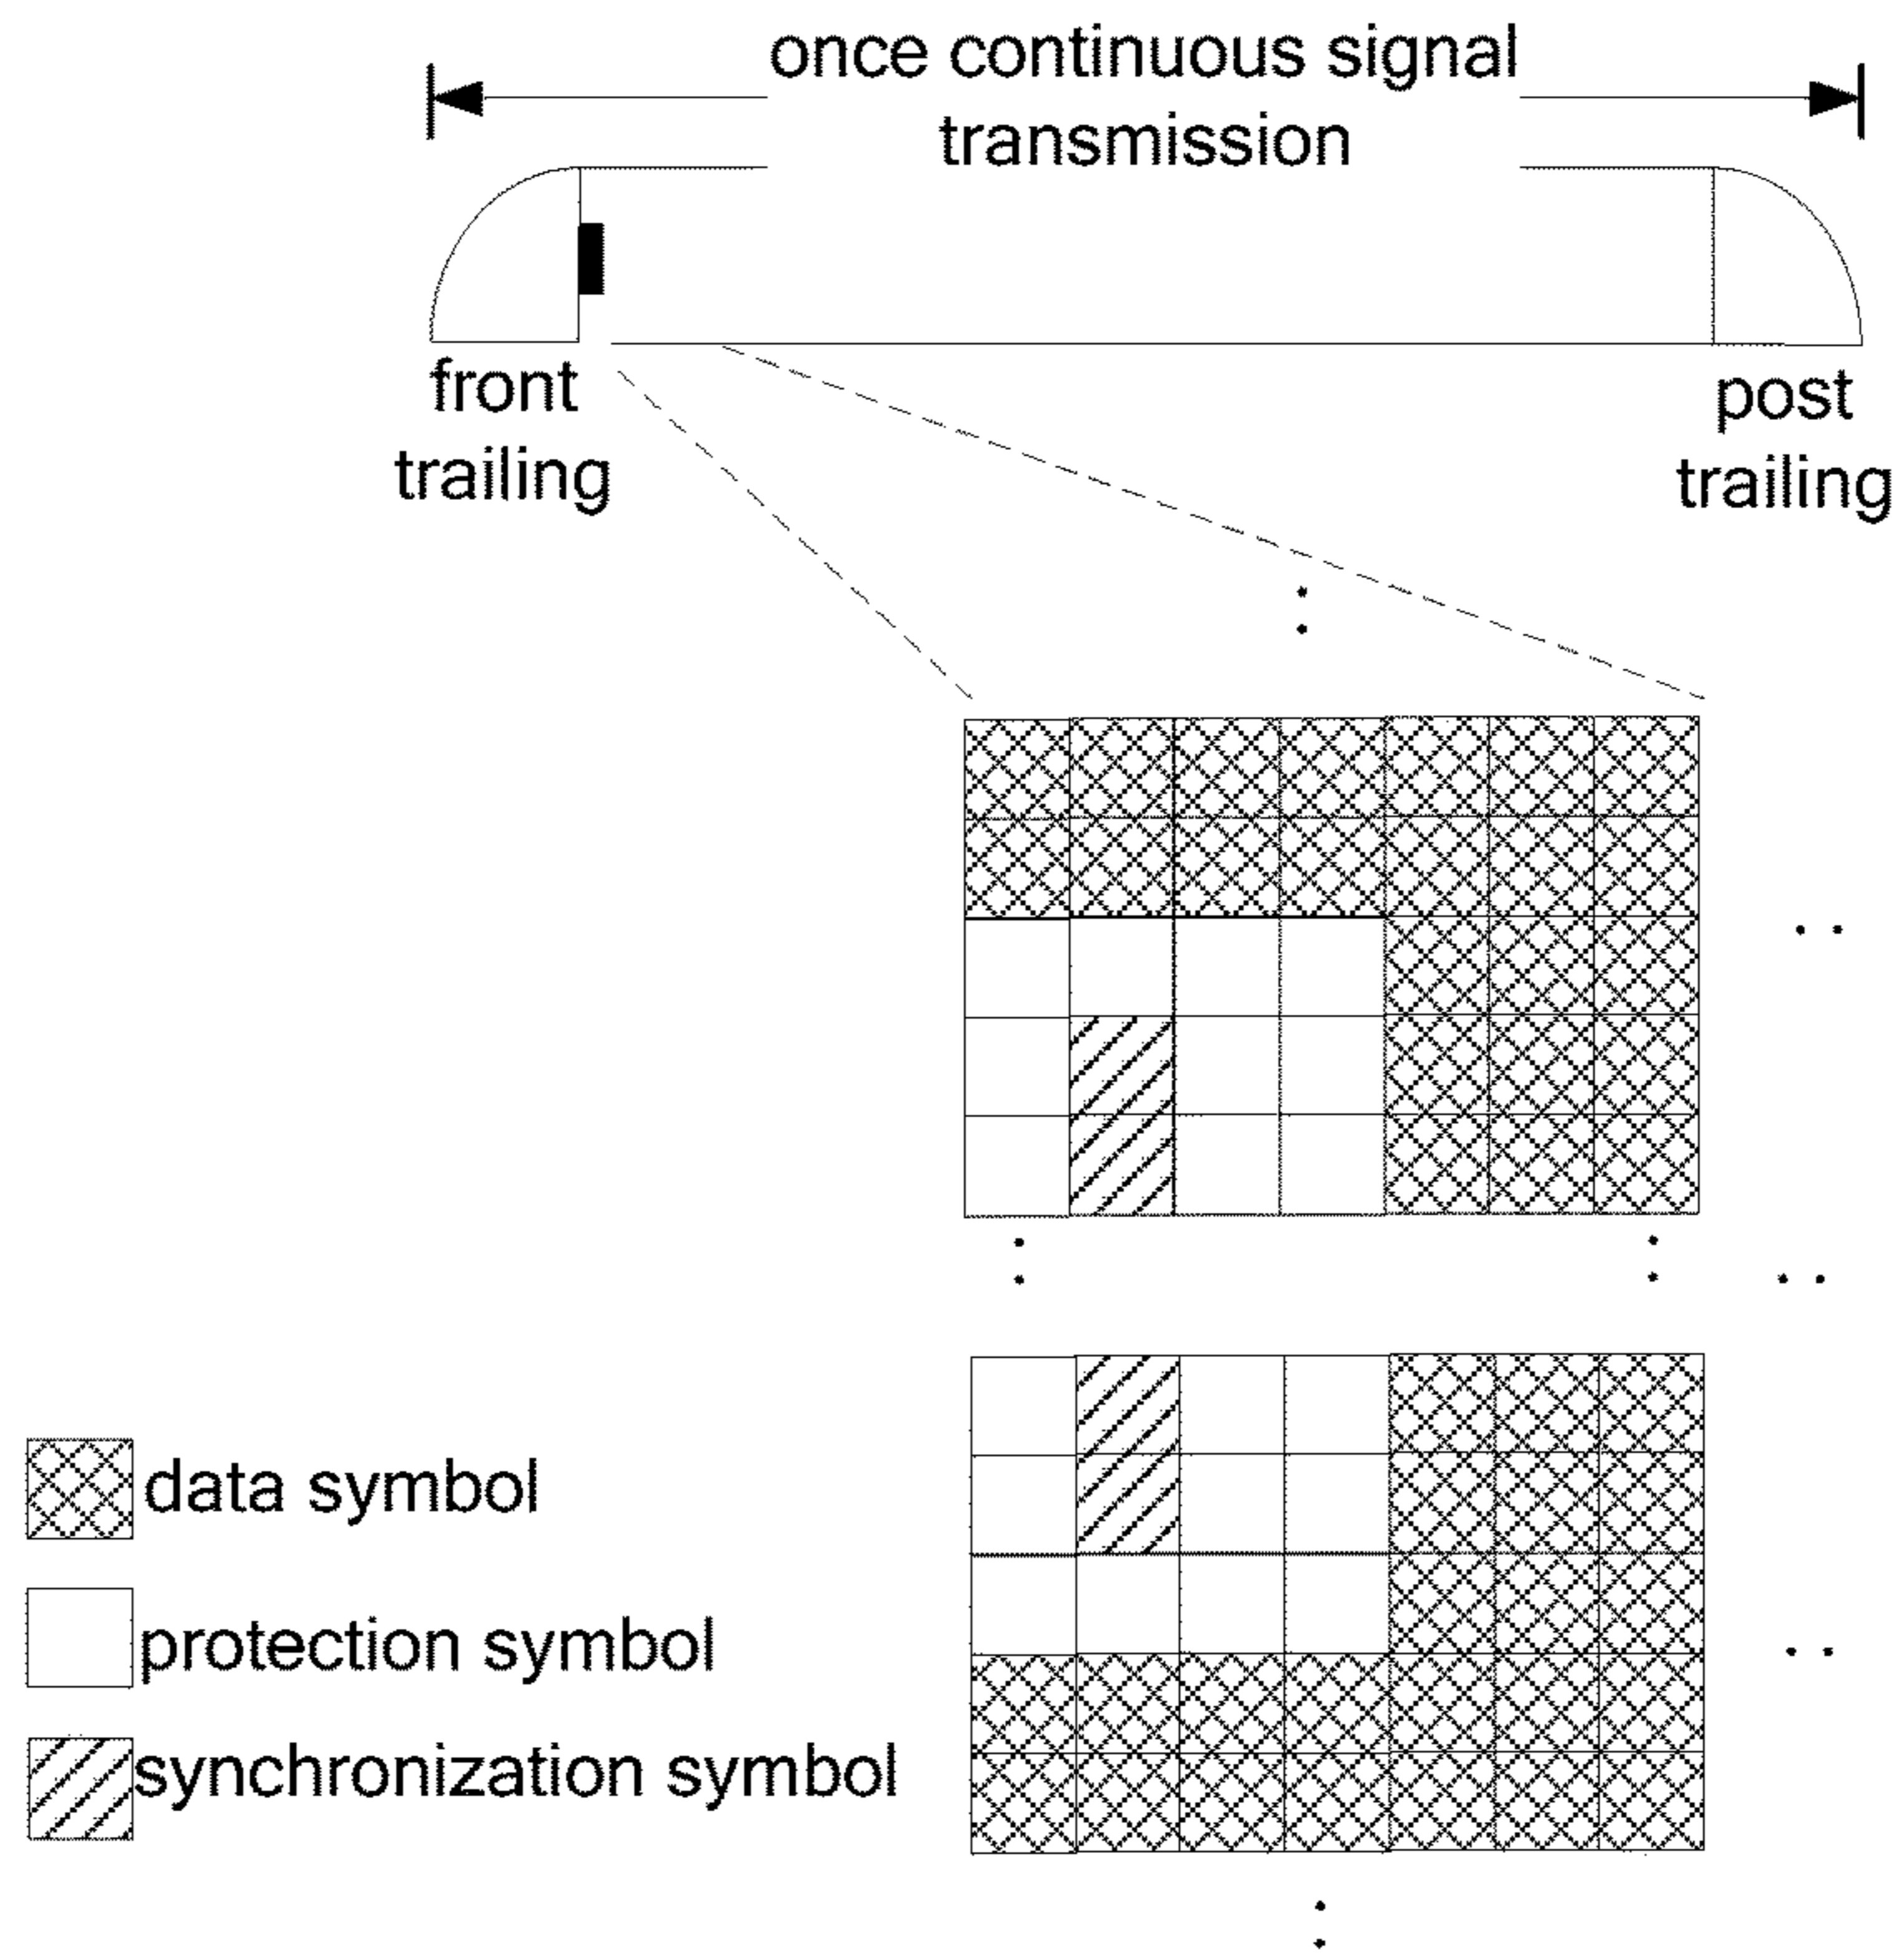 once continuous signal
transmission
front
trailing
post
trailing
data symbol
protection symbol
synchronization symbol